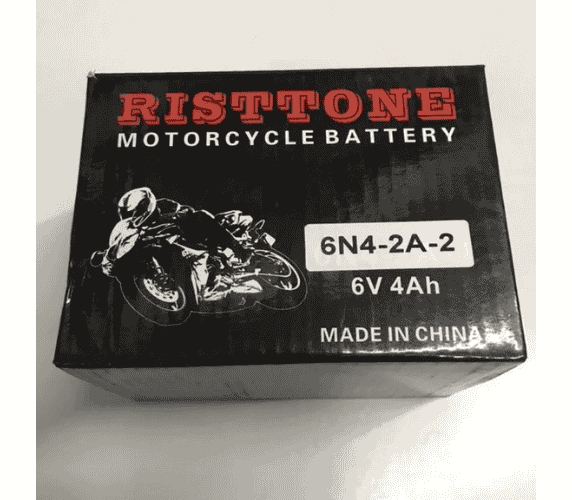 RISTTONE
MOTORCYCLE BATTERY
6N4-2A-2
6V 4Ah
MADE IN CHINA